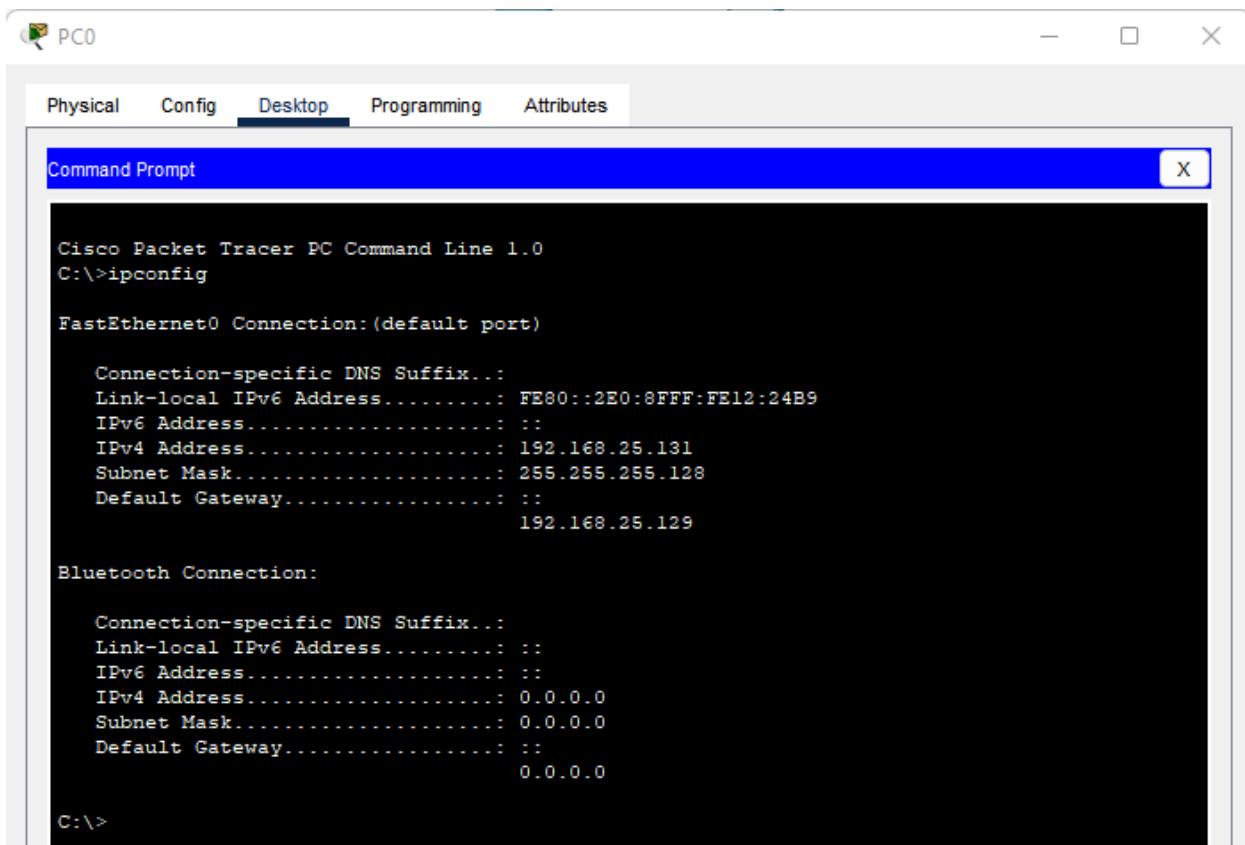 PC0
Physical Config Desktop Programming Attributes
Command Prompt X
Cisco Packet Tracer PC Command Line 1.0
C:\>ipconfig
FastEthernet0 Connection:(default port)
Connection-specific DNS Suffix..:
Link-local IPv6 Address.........: FE80::2E0:8FFF:FE12:24B9
IPv6 Address....................: ::
IPv4 Address....................: 192.168.25.131
Subnet Mask.....................: 255.255.255.128
Default Gateway.................: ::
192.168.25.129
Bluetooth Connection:
Connection-specific DNS Suffix..:
Link-local IPv6 Address.........: ::
IPv6 Address....................: ::
IPv4 Address....................: 0.0.0.0
Subnet Mask.....................: 0.0.0.0
Default Gateway.................: ::
0.0.0.0
C:\>